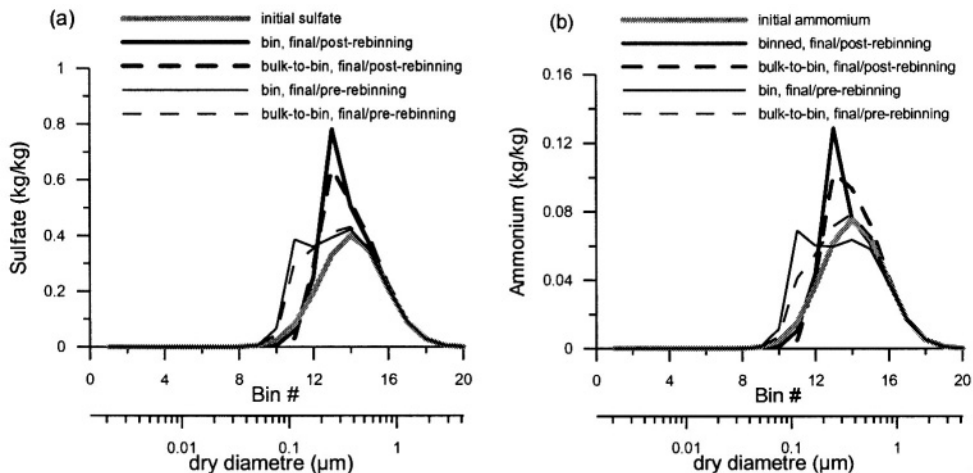 (a)
initial sulfate
bin, final/post-rebinning
bulk-to-bin, final/post-rebinning
bin, final/pre-rebinning
bulk-to-bin, final/pre-rebinning
1
0.8
0.6
0.4
0.2
0
Sulfate (kg/kg)
0 4 8 12 16 20
Bin #
0.01 0.1 1
dry diametre (µm)
(b)
initial ammomium
binned, final/post-rebinning
bulk-to-bin, final/post-rebinning
bin, final/pre-rebinning
bulk-to-bin, final/pre-rebinning
0.16
0.12
0.08
0.04
0
Ammonium (kg/kg)
0 4 8 12 16 20
Bin #
0.01 0.1 1
dry diametre (µm)